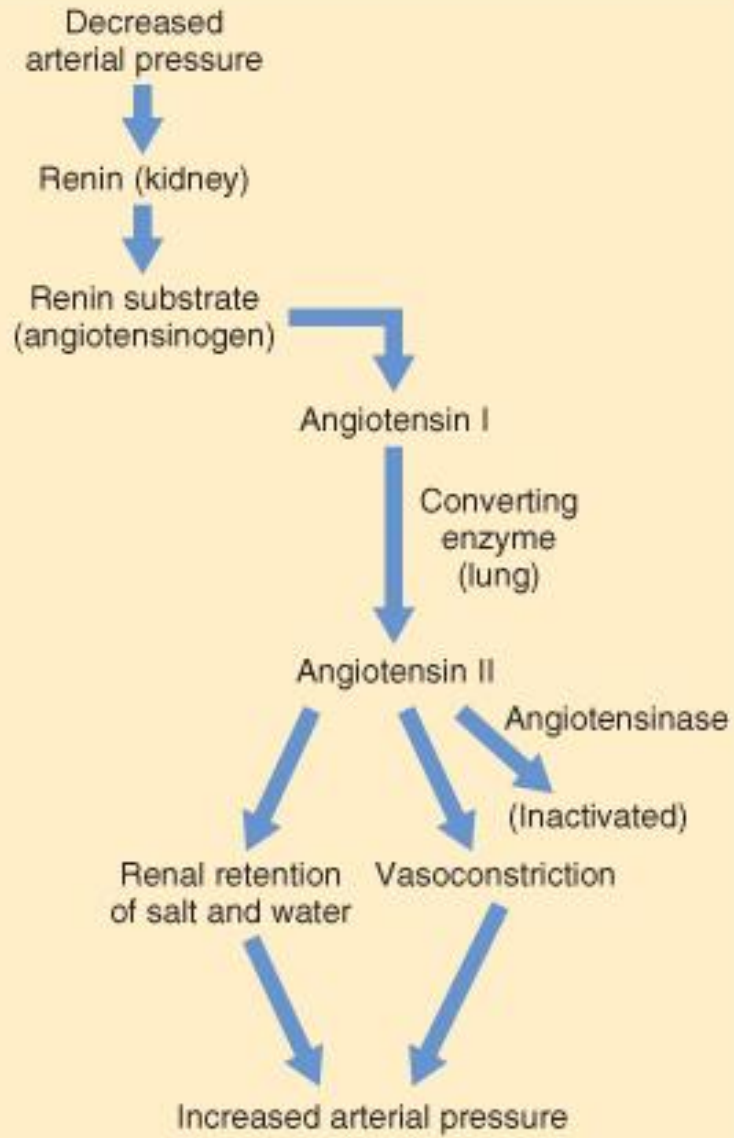 Decreased
arterial pressure
Renin (kidney)
Renin substrate
(angiotensinogen)
Angiotensin I
Converting
enzyme
(lung)
Angiotensin II
Angiotensinase
(Inactivated)
Renal retention
of salt and water
Vasoconstriction
Increased arterial pressure